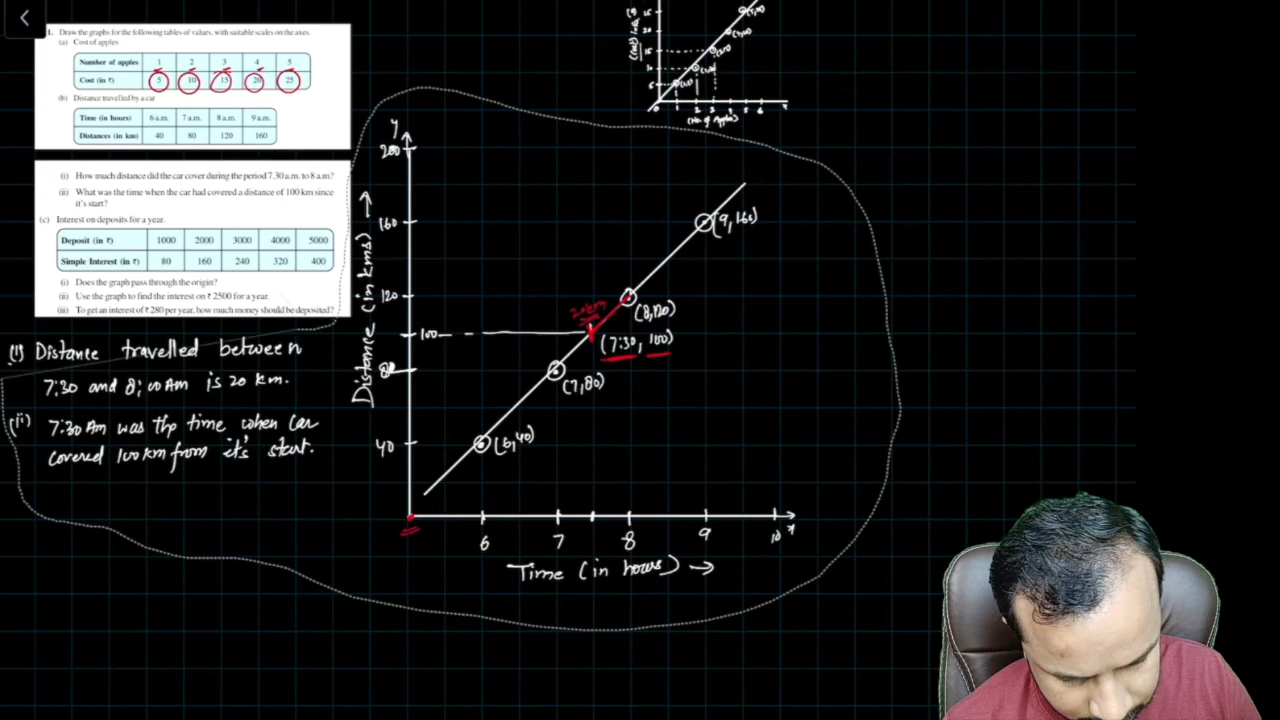 1. Draw the graphs for the following tables of values, with suitable scales on the axes.
(a) Cost of apples
Number of apples 1 2 3 4 5
Cost (in ₹) 5 10 15 20 25
(b) Distance travelled by a car
Time (in hours) 6 a.m. 7 a.m. 8 a.m. 9 a.m.
Distances (in km) 40 80 120 160
(i) How much distance did the car cover during the period 7.30 a.m. to 8 a.m?
(ii) What was the time when the car had covered a distance of 100 km since
it's start?
(c) Interest on deposits for a year.
Deposit (in ₹) 1000 2000 3000 4000 5000
Simple Interest (in ₹) 80 160 240 320 400
(i) Does the graph pass through the origin?
(ii) Use the graph to find the interest on ₹ 2500 for a year.
(iii) To get an interest of ₹ 280 per year, how much money should be deposited?
(i) Distance travelled between
7:30 and 8:00 Am is 20 km.
(ii) 7:30 Am was the time when Car
covered 100 km from it's start.
(No. of Apples)
y
200
160
120
100
80
40
Distance (in kms)
(9,160)
20km
(8,120)
(7:30, 100)
(7,80)
(6,40)
6 7 8 9 10 x
Time (in hours)